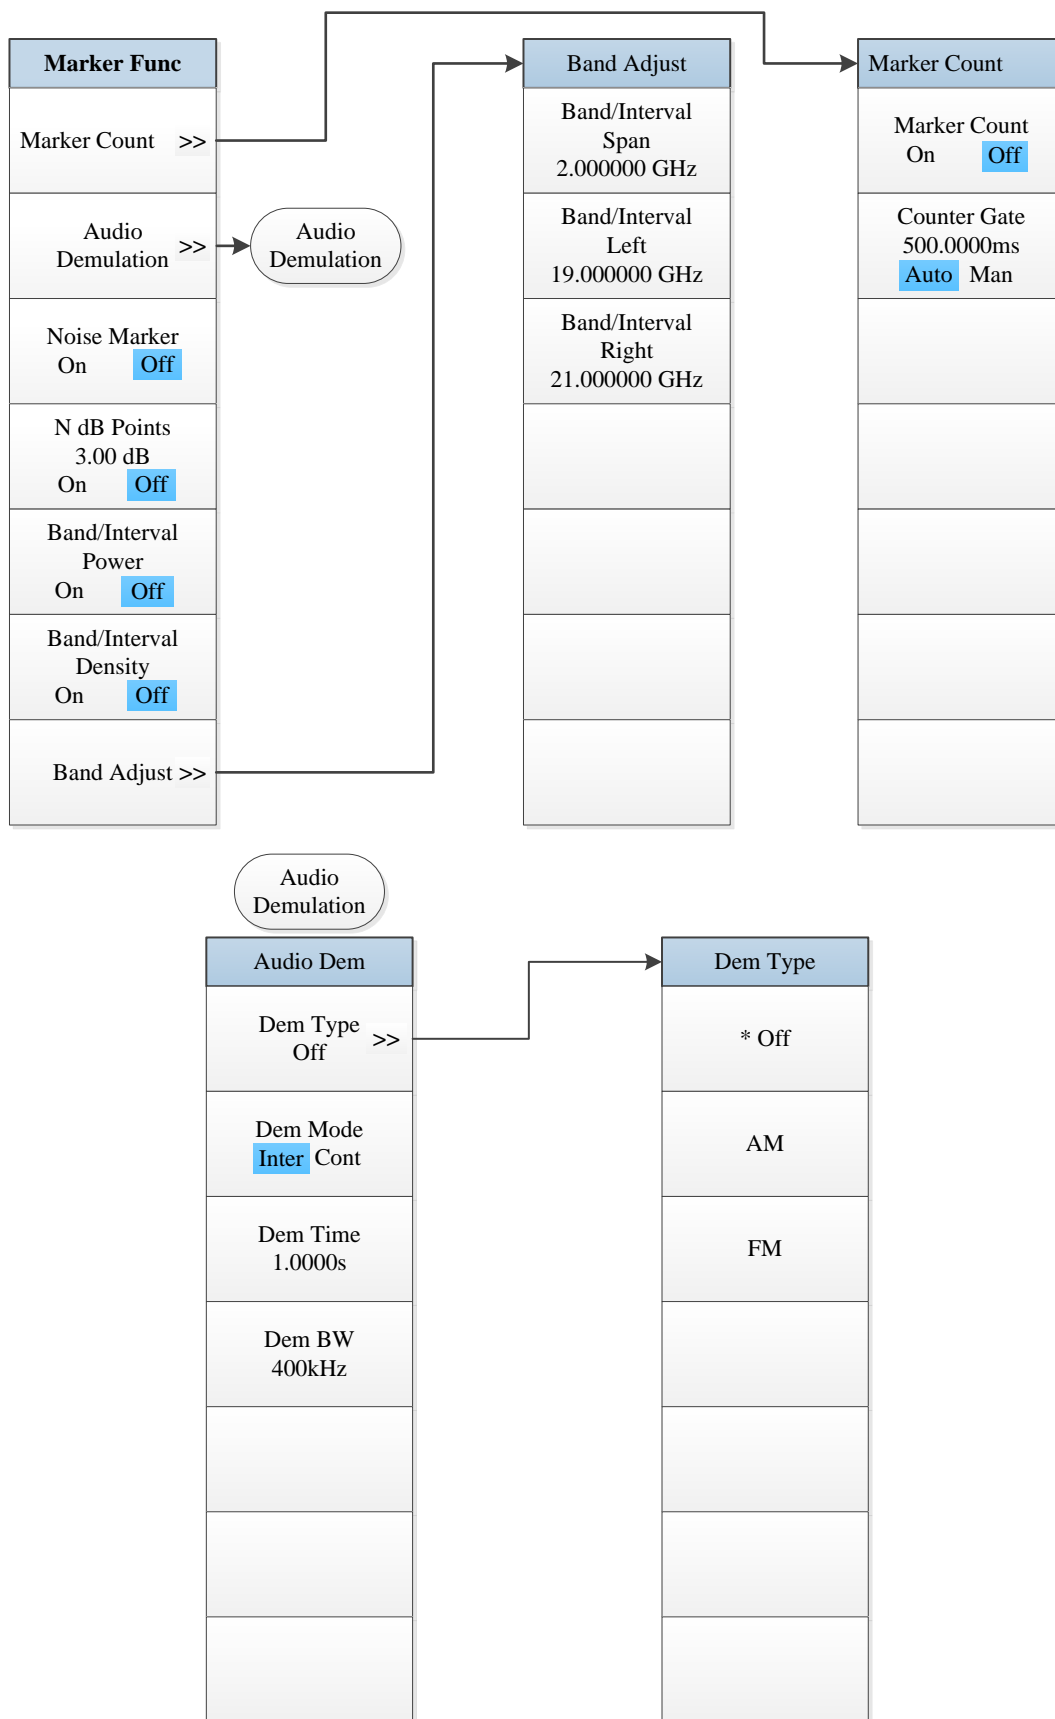 Marker Func
Marker Count >>
Audio
Demulation >>
Noise Marker
On Off
N dB Points
3.00 dB
On Off
Band/Interval
Power
On Off
Band/Interval
Density
On Off
Band Adjust >>
Audio
Demulation
Band Adjust
Band/Interval
Span
2.000000 GHz
Band/Interval
Left
19.000000 GHz
Band/Interval
Right
21.000000 GHz
Marker Count
Marker Count
On Off
Counter Gate
500.0000ms
Auto Man
Audio
Demulation
Audio Dem
Dem Type >>
Off
Dem Mode
Inter Cont
Dem Time
1.0000s
Dem BW
400kHz
Dem Type
* Off
AM
FM